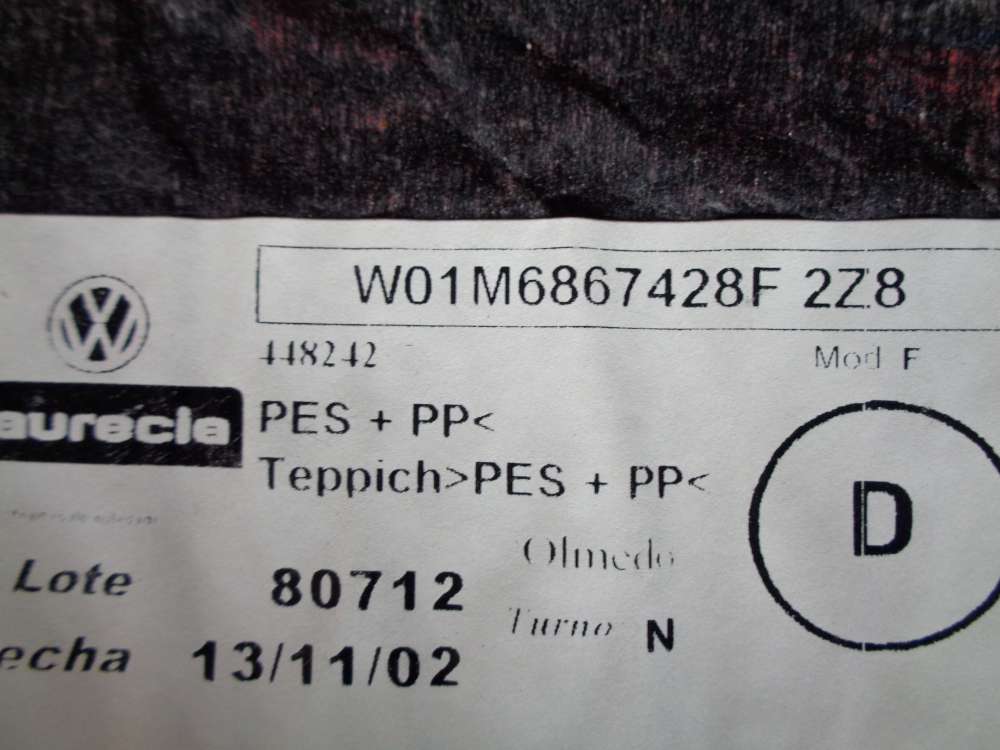 W01M6867428F 2Z8
448242 Mod F
aurecia PES + PP<
Teppich>PES + PP<
D
Olmedo
Lote 80712
Turno N
echa 13/11/02